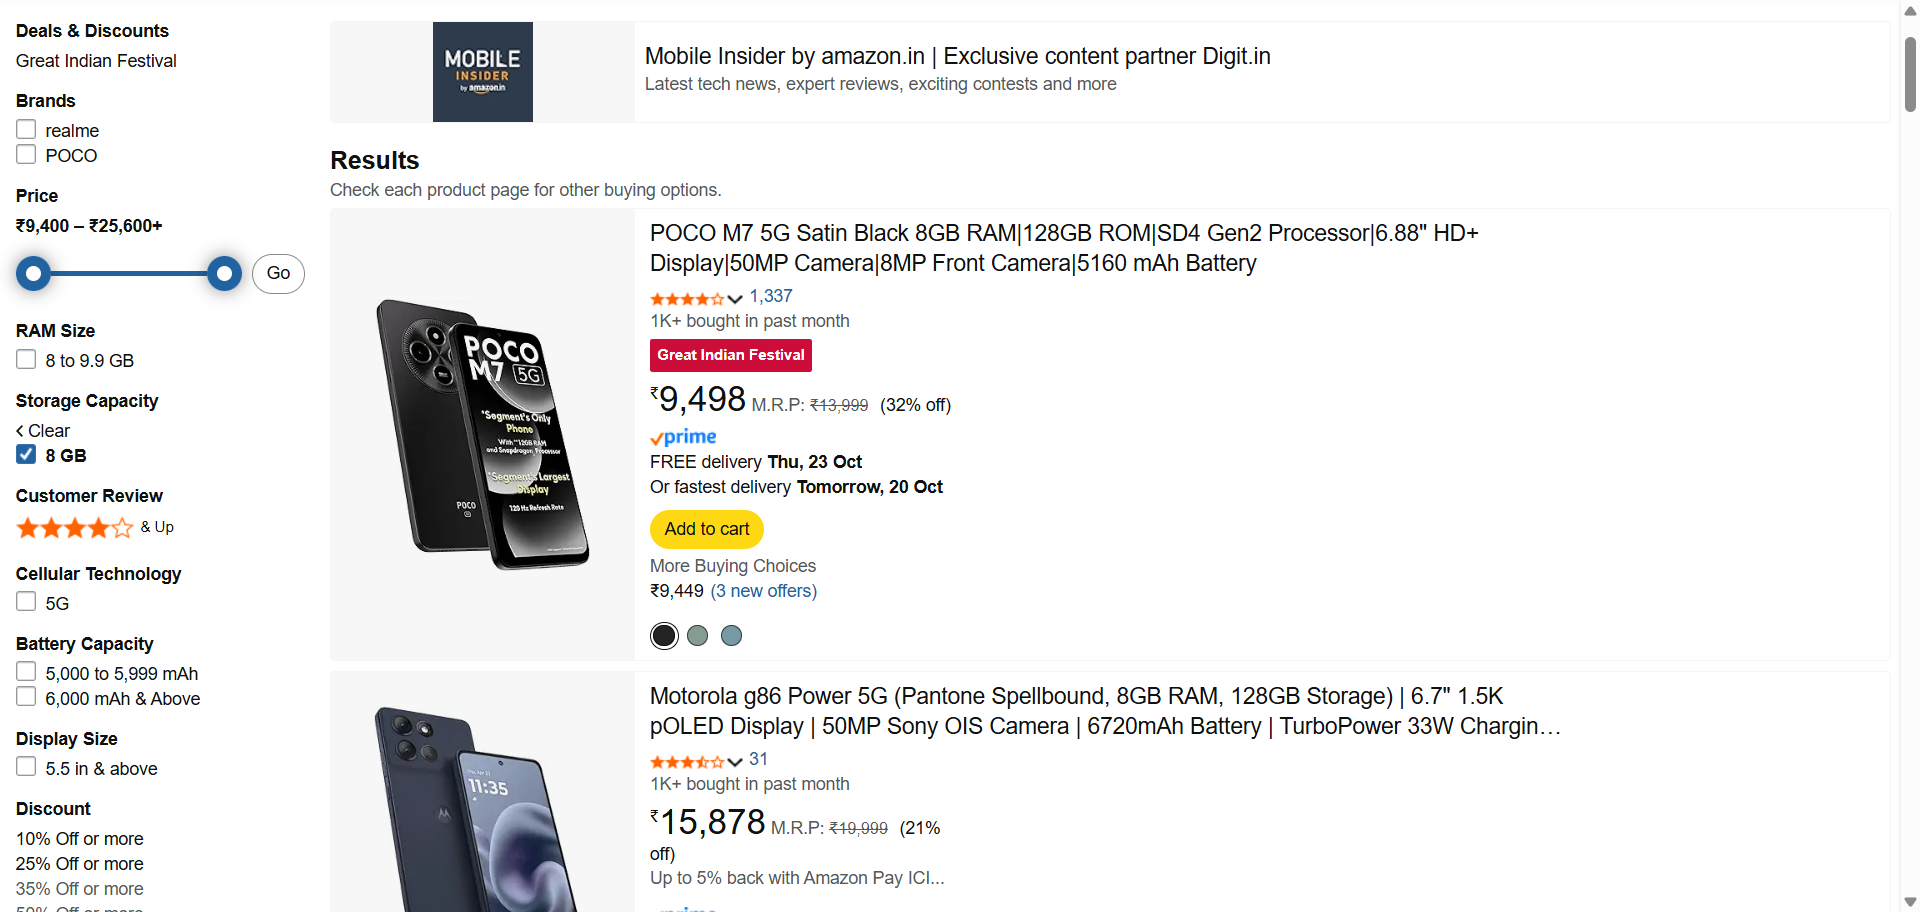 Deals & Discounts
Great Indian Festival
Brands
realme
POCO
Price
₹9,400 – ₹25,600+
Go
RAM Size
8 to 9.9 GB
Storage Capacity
Clear
8 GB
Customer Review
& Up
Cellular Technology
5G
Battery Capacity
5,000 to 5,999 mAh
6,000 mAh & Above
Display Size
5.5 in & above
Discount
10% Off or more
25% Off or more
35% Off or more
50% Off or more
MOBILE
INSIDER
by amazon.in
Mobile Insider by amazon.in | Exclusive content partner Digit.in
Latest tech news, expert reviews, exciting contests and more
Results
Check each product page for other buying options.
POCO
M7 5G
*Segment's Only
Phone
With **12GB RAM
and Snapdragon Processor
*Segment's Largest
Display
120 Hz Refresh Rate
POCO
5G
POCO M7 5G Satin Black 8GB RAM|128GB ROM|SD4 Gen2 Processor|6.88" HD+
Display|50MP Camera|8MP Front Camera|5160 mAh Battery
1,337
1K+ bought in past month
Great Indian Festival
₹9,498 M.R.P: ₹13,999 (32% off)
prime
FREE delivery Thu, 23 Oct
Or fastest delivery Tomorrow, 20 Oct
Add to cart
More Buying Choices
₹9,449 (3 new offers)
11:35
Motorola g86 Power 5G (Pantone Spellbound, 8GB RAM, 128GB Storage) | 6.7" 1.5K
pOLED Display | 50MP Sony OIS Camera | 6720mAh Battery | TurboPower 33W Chargin…
31
1K+ bought in past month
₹15,878 M.R.P: ₹19,999 (21%
off)
Up to 5% back with Amazon Pay ICI...
prime